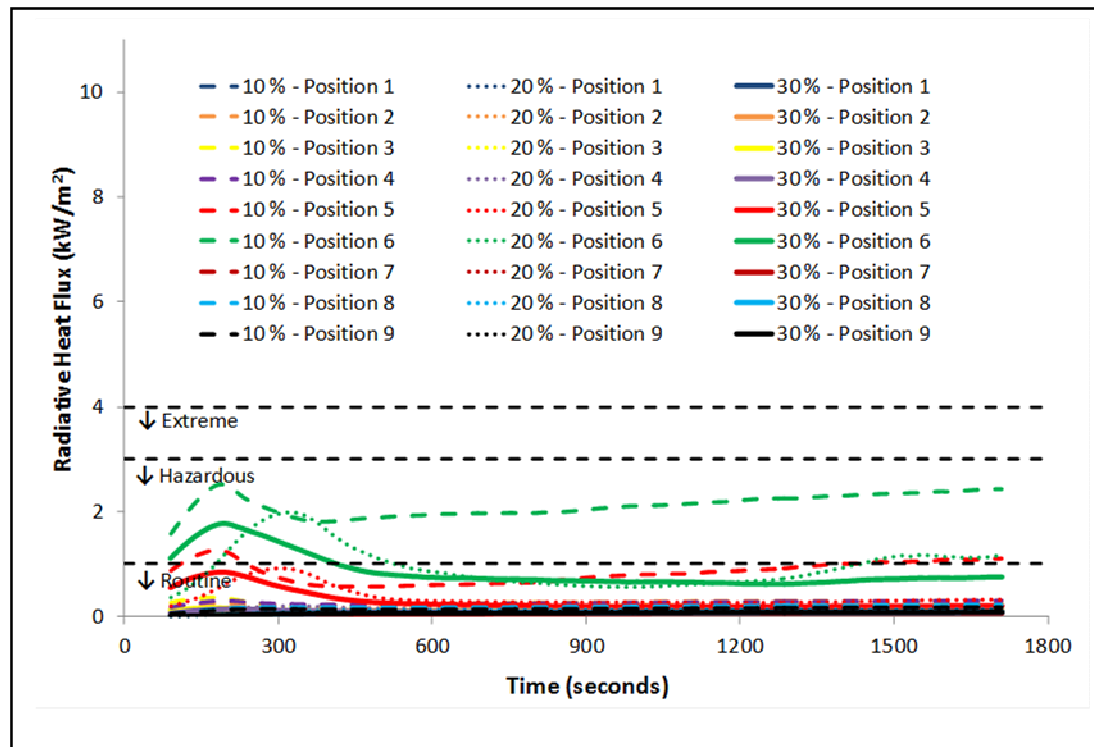 Radiative Heat Flux (kW/m²)
10
8
6
4
2
0
10 % - Position 1 20 % - Position 1 30 % - Position 1
10 % - Position 2 20 % - Position 2 30 % - Position 2
10 % - Position 3 20 % - Position 3 30 % - Position 3
10 % - Position 4 20 % - Position 4 30 % - Position 4
10 % - Position 5 20 % - Position 5 30 % - Position 5
10 % - Position 6 20 % - Position 6 30 % - Position 6
10 % - Position 7 20 % - Position 7 30 % - Position 7
10 % - Position 8 20 % - Position 8 30 % - Position 8
10 % - Position 9 20 % - Position 9 30 % - Position 9
↓ Extreme
↓ Hazardous
↓ Routine
0 300 600 900 1200 1500 1800
Time (seconds)